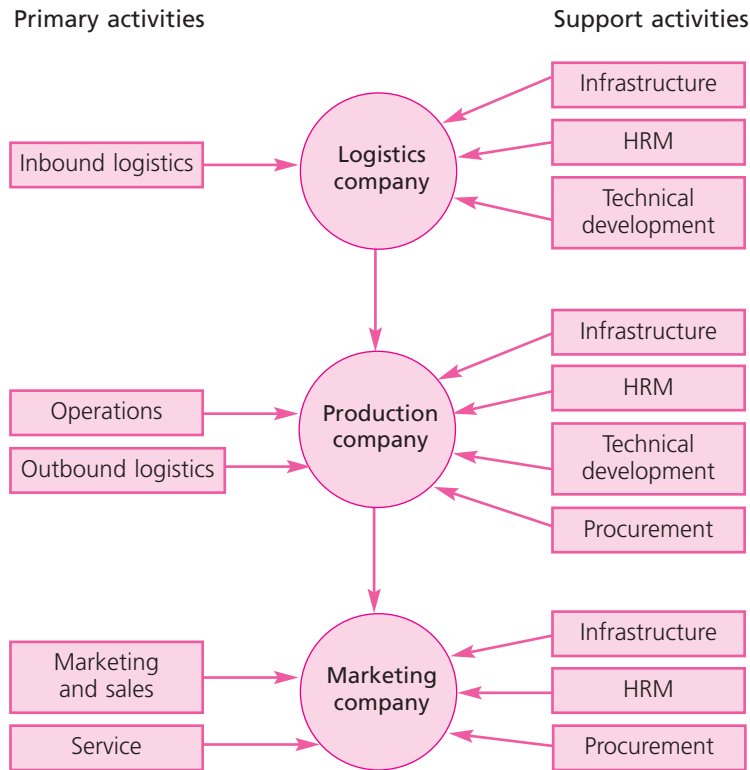 Primary activities
Support activities
Infrastructure
HRM
Technical
development
Inbound logistics
Logistics
company
Infrastructure
HRM
Technical
development
Procurement
Operations
Outbound logistics
Production
company
Infrastructure
HRM
Procurement
Marketing
and sales
Service
Marketing
company